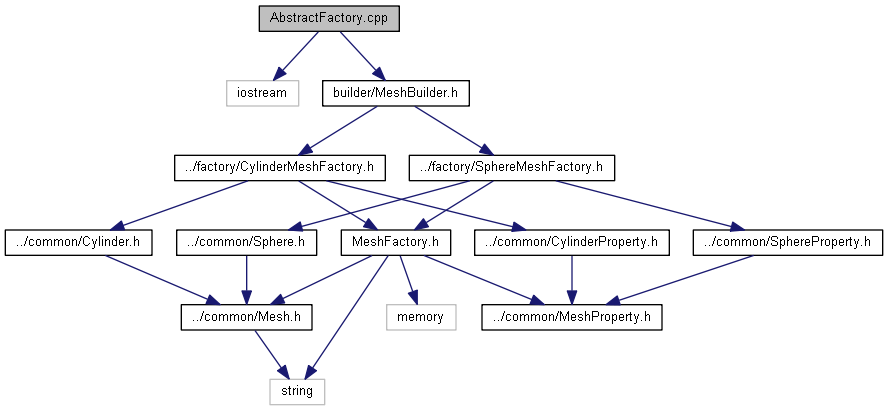 AbstractFactory.cpp
iostream
builder/MeshBuilder.h
../factory/CylinderMeshFactory.h
../factory/SphereMeshFactory.h
../common/Cylinder.h
../common/Sphere.h
MeshFactory.h
../common/CylinderProperty.h
../common/SphereProperty.h
../common/Mesh.h
memory
../common/MeshProperty.h
string